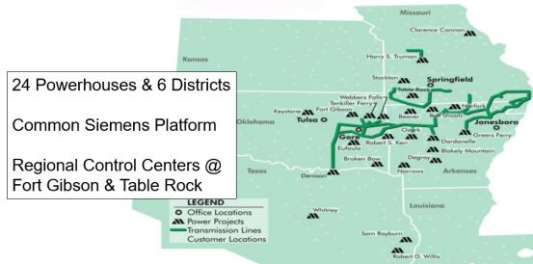 24 Powerhouses & 6 Districts
Common Siemens Platform
Regional Control Centers @
Fort Gibson & Table Rock
Missouri
Clarence Cannon
Kansas
Harry S. Truman
Stockton
Springfield
Table Rock
Webbers Falls
Tenkiller Ferry
Keystone
Fort Gibson
Beaver
Bull Shoals
Norfork
Oklahoma
Tulsa
Jonesboro
Gore
Ozark
Greers Ferry
Eufaula
Robert S. Kerr
Dardanelle
Blakely Mountain
Broken Bow
Degray
Texas
Denison
Narrows
Arkansas
Louisiana
LEGEND
Office Locations
Power Projects
Transmission Lines
Customer Locations
Whitney
Sam Rayburn
Robert D. Willis